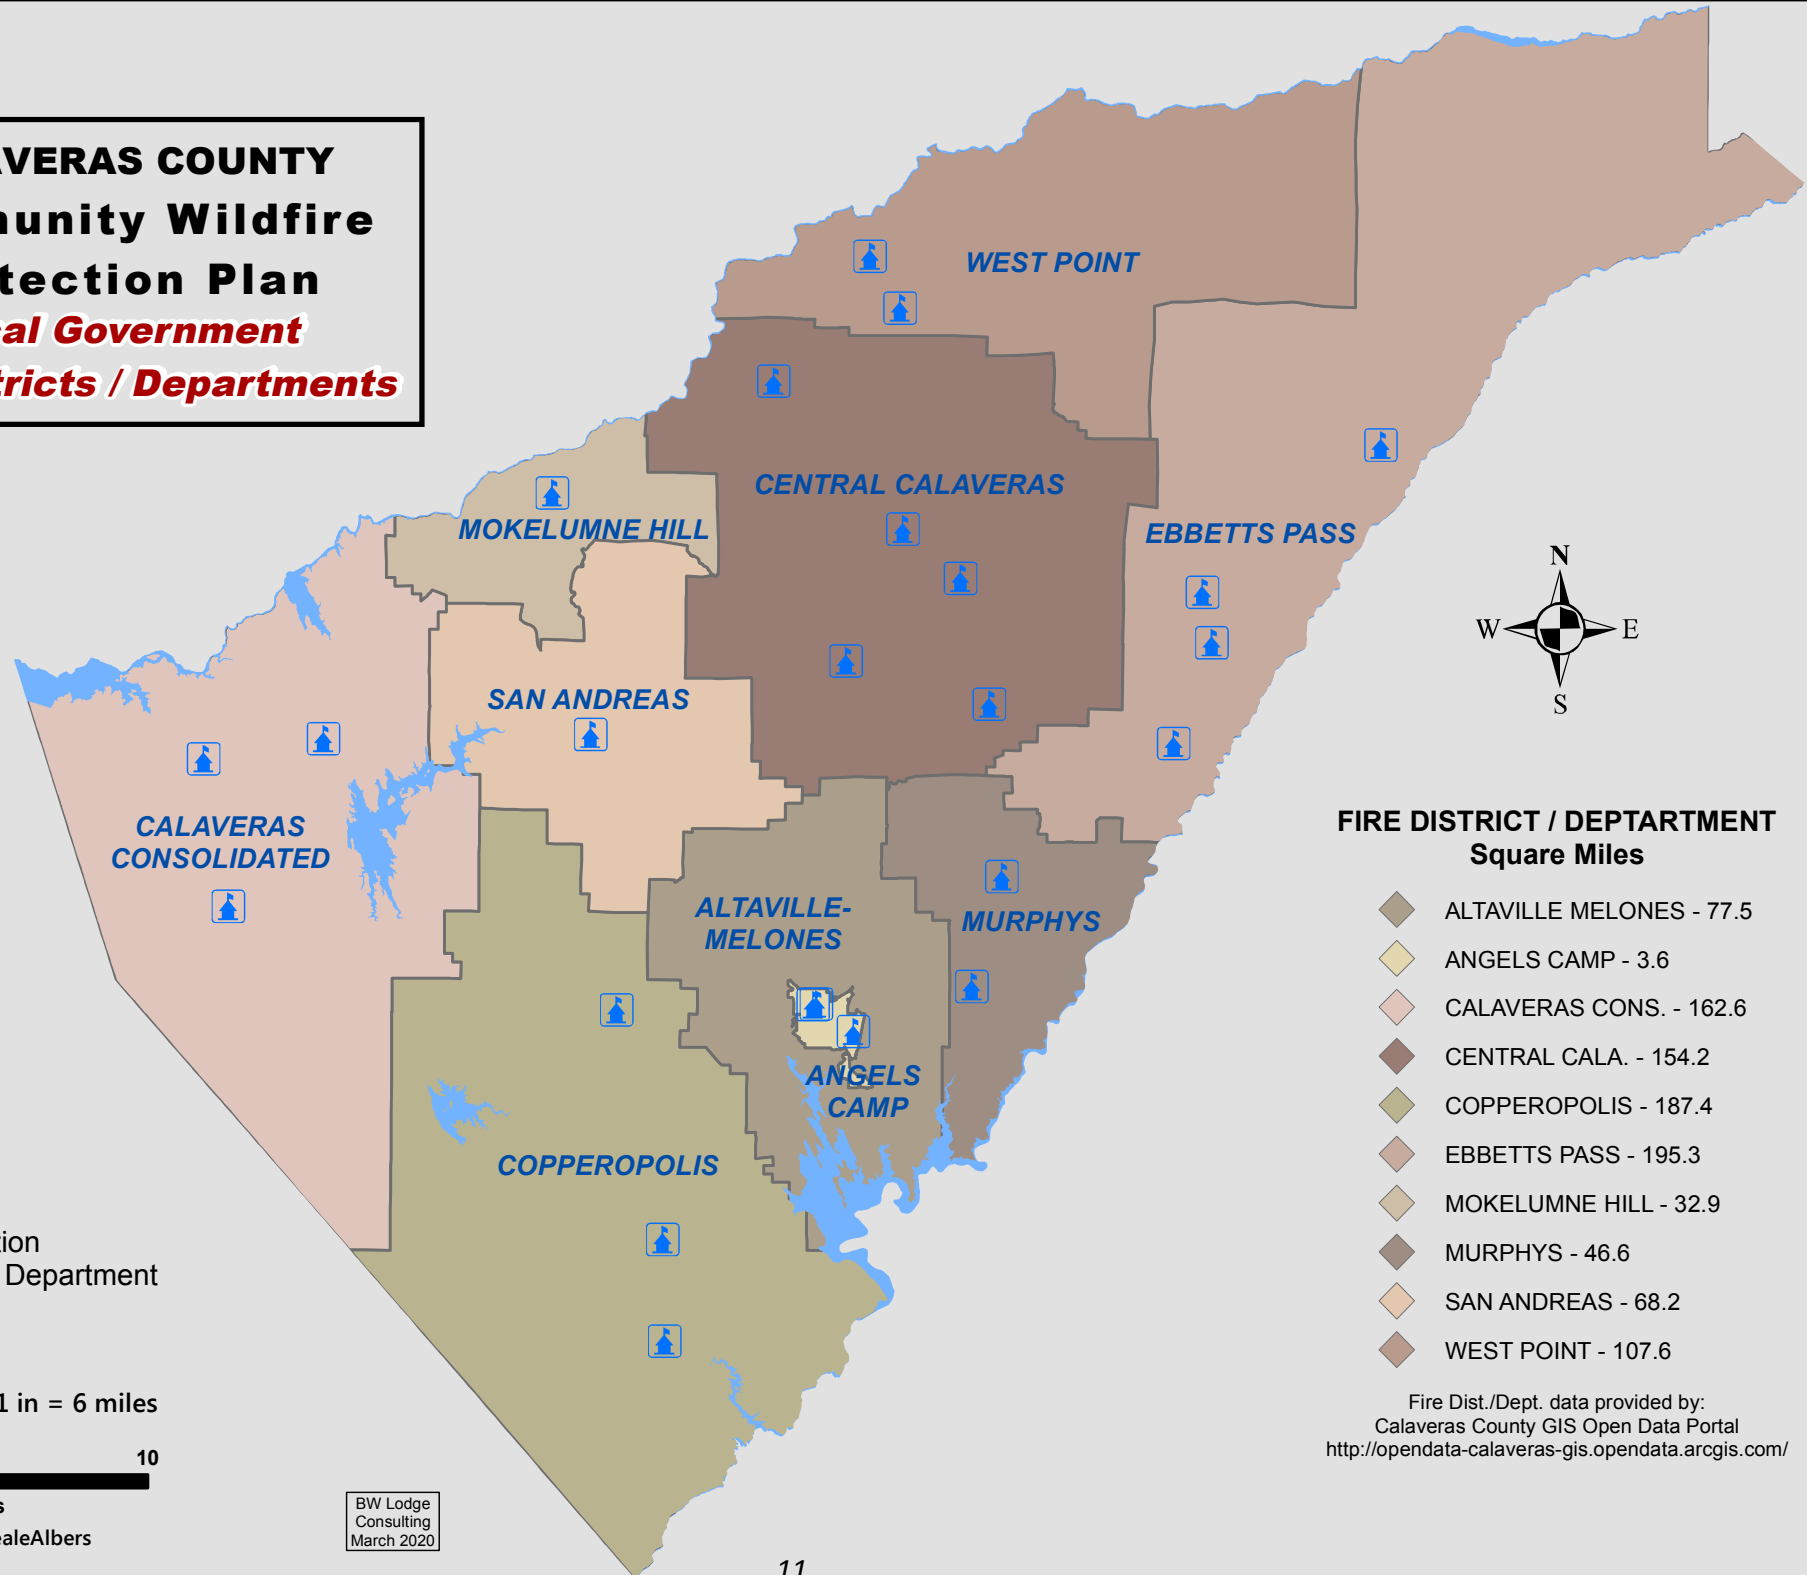 AVERAS COUNTY
unity Wildfire
tection Plan
al Government
tricts / Departments
WEST POINT
CENTRAL CALAVERAS
MOKELUMNE HILL
EBBETTS PASS
SAN ANDREAS
CALAVERAS
CONSOLIDATED
ALTAVILLE-
MELONES
MURPHYS
ANGELS
CAMP
COPPEROPOLIS
N
W E
S
FIRE DISTRICT / DEPTARTMENT
Square Miles
ALTAVILLE MELONES - 77.5
ANGELS CAMP - 3.6
CALAVERAS CONS. - 162.6
CENTRAL CALA. - 154.2
COPPEROPOLIS - 187.4
EBBETTS PASS - 195.3
MOKELUMNE HILL - 32.9
MURPHYS - 46.6
SAN ANDREAS - 68.2
WEST POINT - 107.6
Fire Dist./Dept. data provided by:
Calaveras County GIS Open Data Portal
http://opendata-calaveras-gis.opendata.arcgis.com/
tion
Department
1 in = 6 miles
10
s
ealeAlbers
BW Lodge
Consulting
March 2020
11